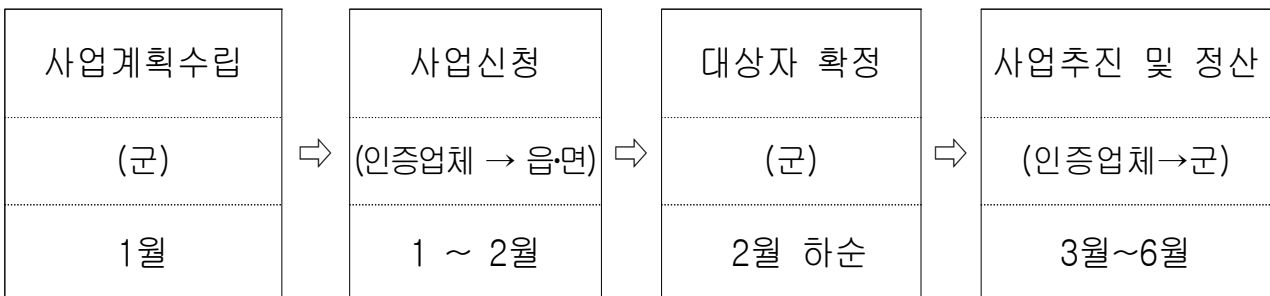 사업계획수립
(군)
1월
⇨
사업신청
(인증업체 → 읍·면)
1 ~ 2월
⇨
대상자 확정
(군)
2월 하순
⇨
사업추진 및 정산
(인증업체→군)
3월~6월